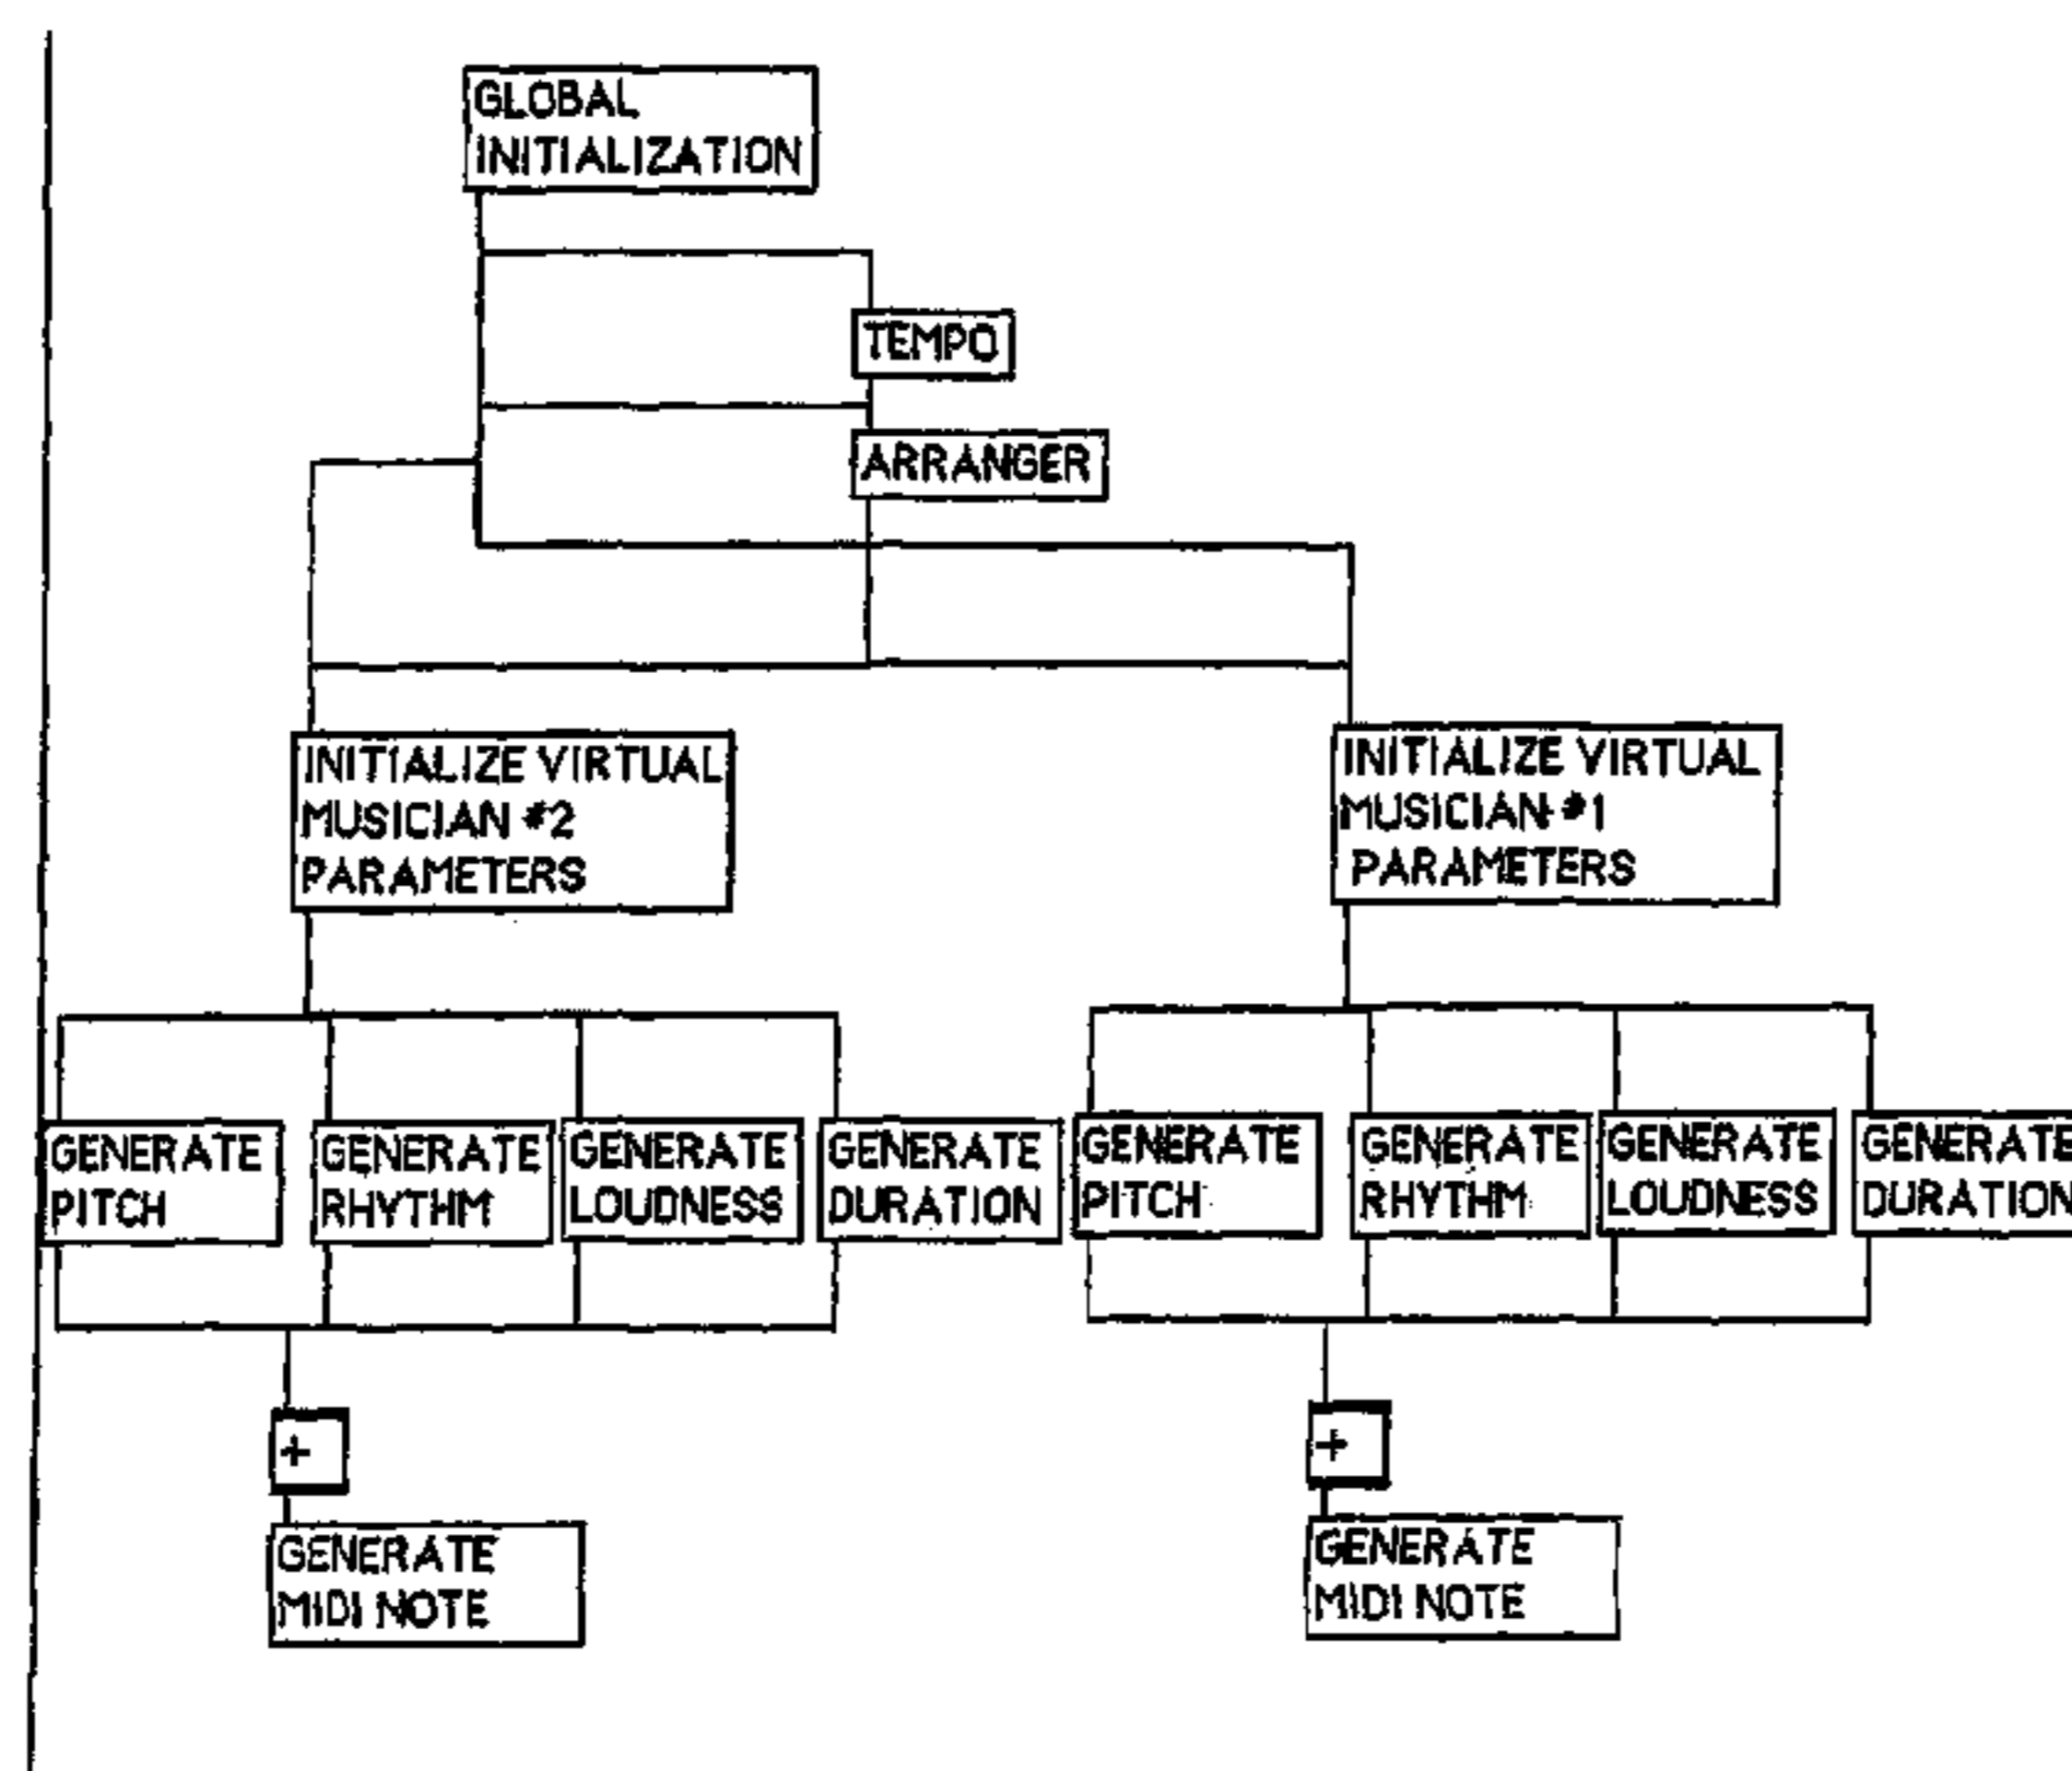 GLOBAL
INITIALIZATION
TEMPO
ARRANGER
INITIALIZE VIRTUAL
MUSICIAN #2
PARAMETERS
INITIALIZE VIRTUAL
MUSICIAN #1
PARAMETERS
GENERATE
PITCH
GENERATE
RHYTHM
GENERATE
LOUDNESS
GENERATE
DURATION
GENERATE
PITCH
GENERATE
RHYTHM
GENERATE
LOUDNESS
GENERATE
DURATION
+
GENERATE
MIDI NOTE
+
GENERATE
MIDI NOTE